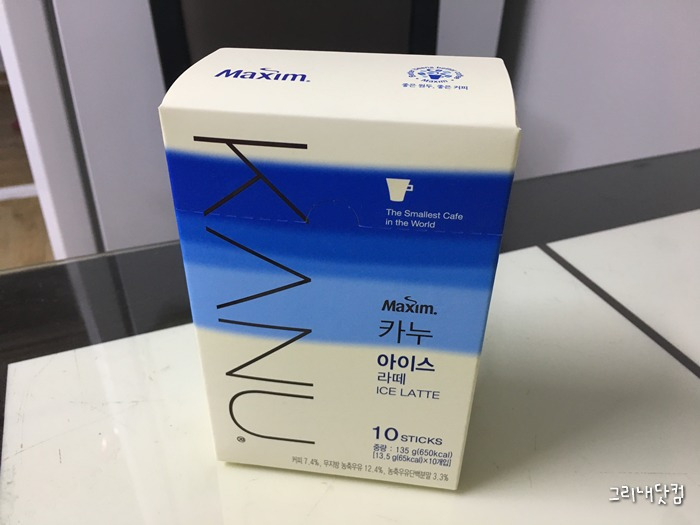 Maxim.
Maxim
좋은 원두, 좋은 커피
KANU
The Smallest Cafe
in the World
Maxim.
카누
아이스
라떼
ICE LATTE
10 STICKS
중량 : 135 g(650kcal)
[13.5 g(65kcal)×10개입]
커피 7.4%, 무지방 농축우유 12.4%, 농축우유단백분말 3.3%
그리내닷컴